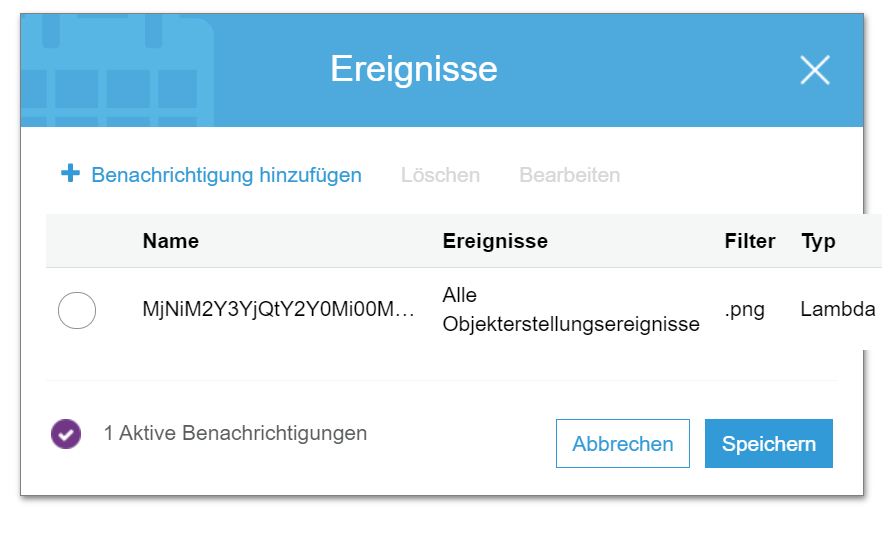 Ereignisse
Benachrichtigung hinzufügen Löschen Bearbeiten
Name Ereignisse Filter Typ
MjNiM2Y3YjQtY2Y0Mi00M… Alle Objekterstellungsereignisse .png Lambda
1 Aktive Benachrichtigungen Abbrechen Speichern